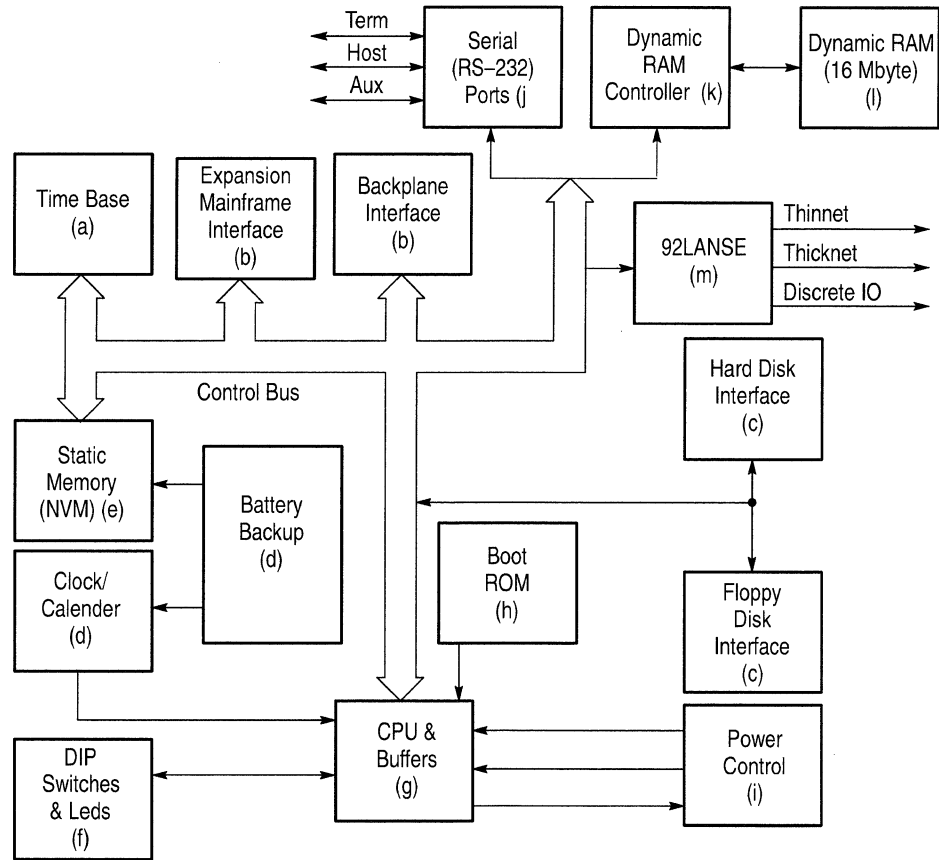 Term
Host
Aux
Serial
(RS–232)
Ports (j)
Dynamic
RAM
Controller (k)
Dynamic RAM
(16 Mbyte)
(l)
Time Base
(a)
Expansion
Mainframe
Interface
(b)
Backplane
Interface
(b)
92LANSE
(m)
Thinnet
Thicknet
Discrete IO
Control Bus
Hard Disk
Interface
(c)
Static
Memory
(NVM) (e)
Battery
Backup
(d)
Boot
ROM
(h)
Clock/
Calender
(d)
Floppy
Disk
Interface
(c)
CPU &
Buffers
(g)
Power
Control
(i)
DIP
Switches
& Leds
(f)